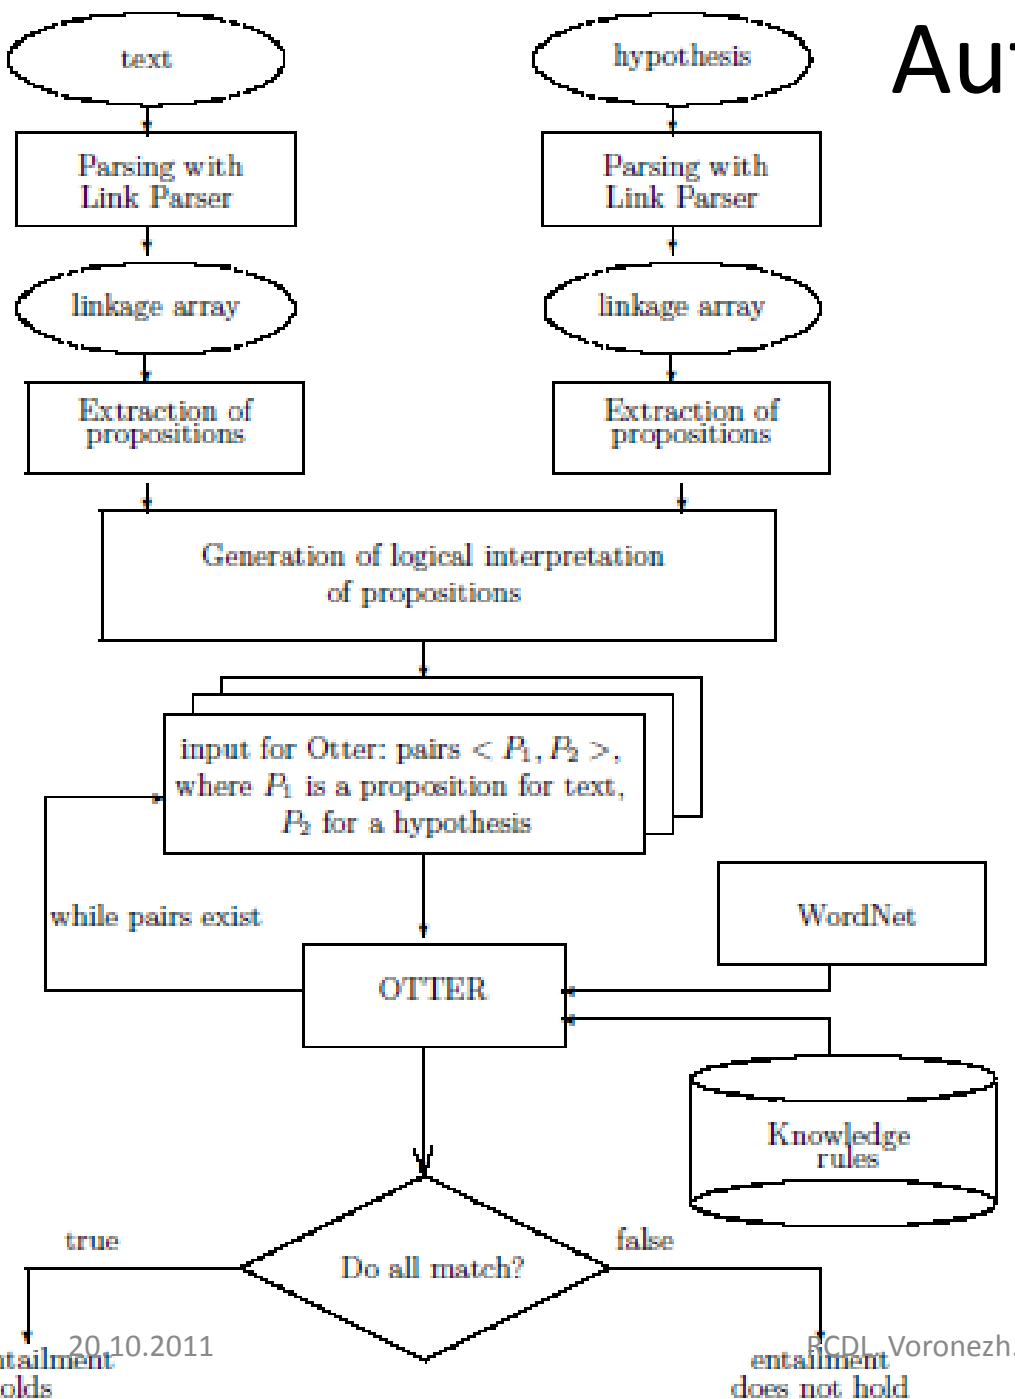 text
hypothesis
Parsing with
Link Parser
Parsing with
Link Parser
linkage array
linkage array
Extraction of
propositions
Extraction of
propositions
Generation of logical interpretation
of propositions
input for Otter: pairs < P₁, P₂ >,
where P₁ is a proposition for text,
P₂ for a hypothesis
while pairs exist
WordNet
OTTER
Knowledge
rules
true
false
Do all match?
20.10.2011
RCDL. Voronezh.
ntailment
olds
entailment
does not hold